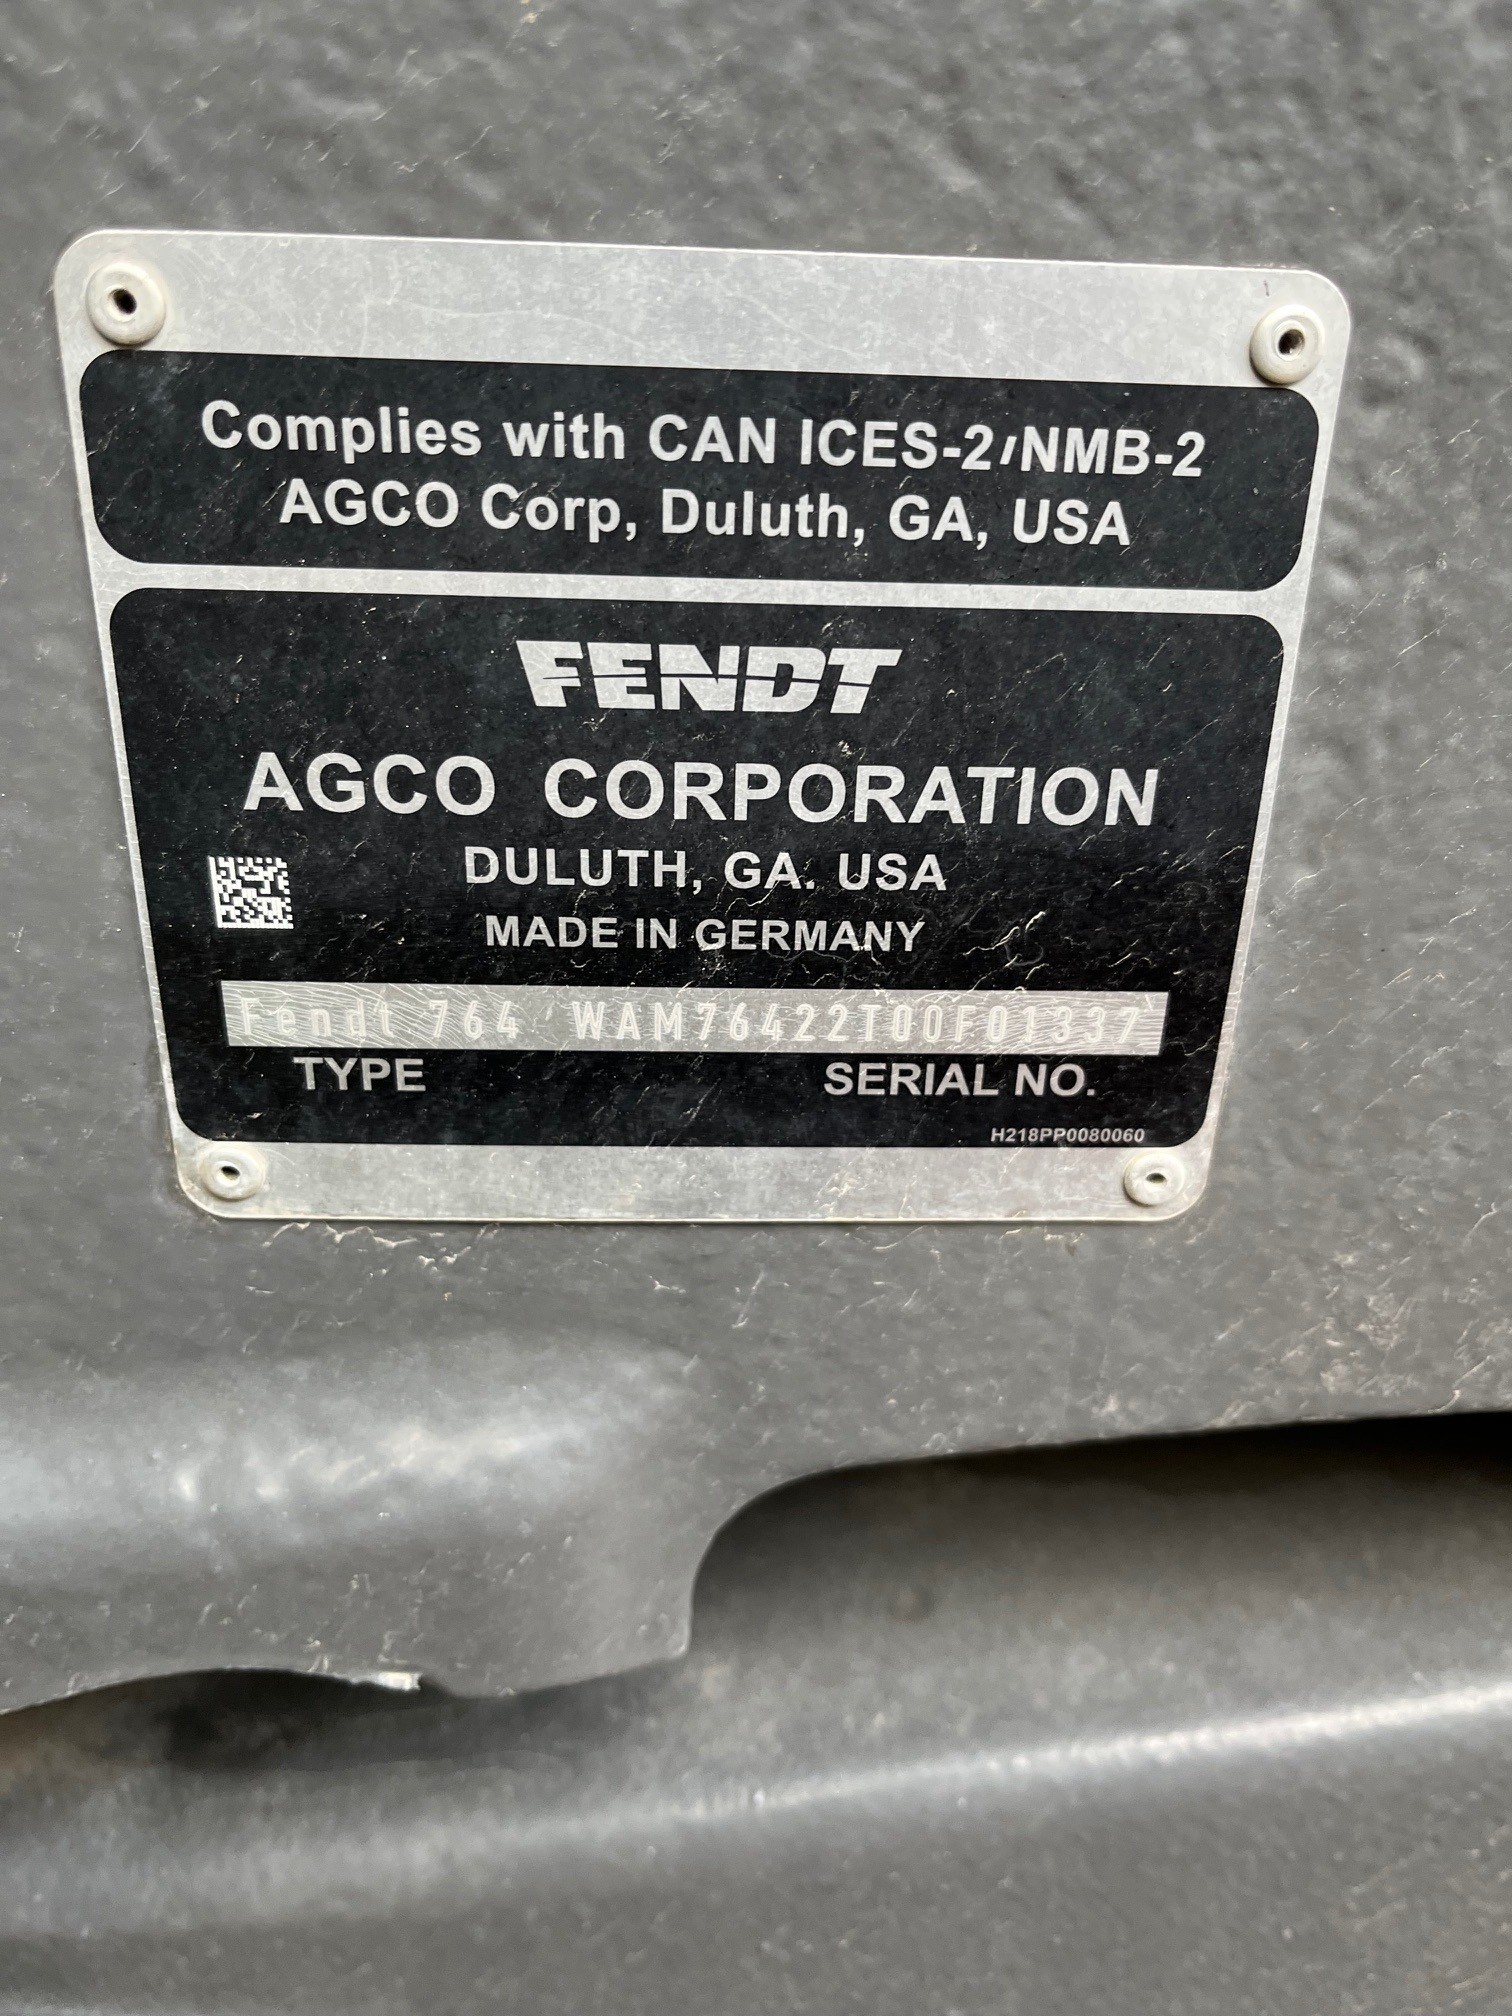 Complies with CAN ICES-2/NMB-2
AGCO Corp, Duluth, GA, USA
FENDT
AGCO CORPORATION
DULUTH, GA. USA
MADE IN GERMANY
Fendt 764 WAM76422T00F01337
TYPE SERIAL NO.
H218PP0080060